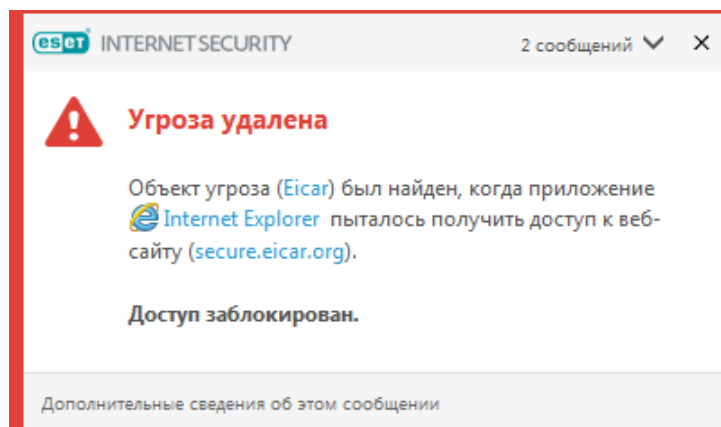 eset INTERNET SECURITY 2 сообщений
Угроза удалена
Объект угроза (Eicar) был найден, когда приложение
Internet Explorer пыталось получить доступ к веб-
сайту (secure.eicar.org).
Доступ заблокирован.
Дополнительные сведения об этом сообщении